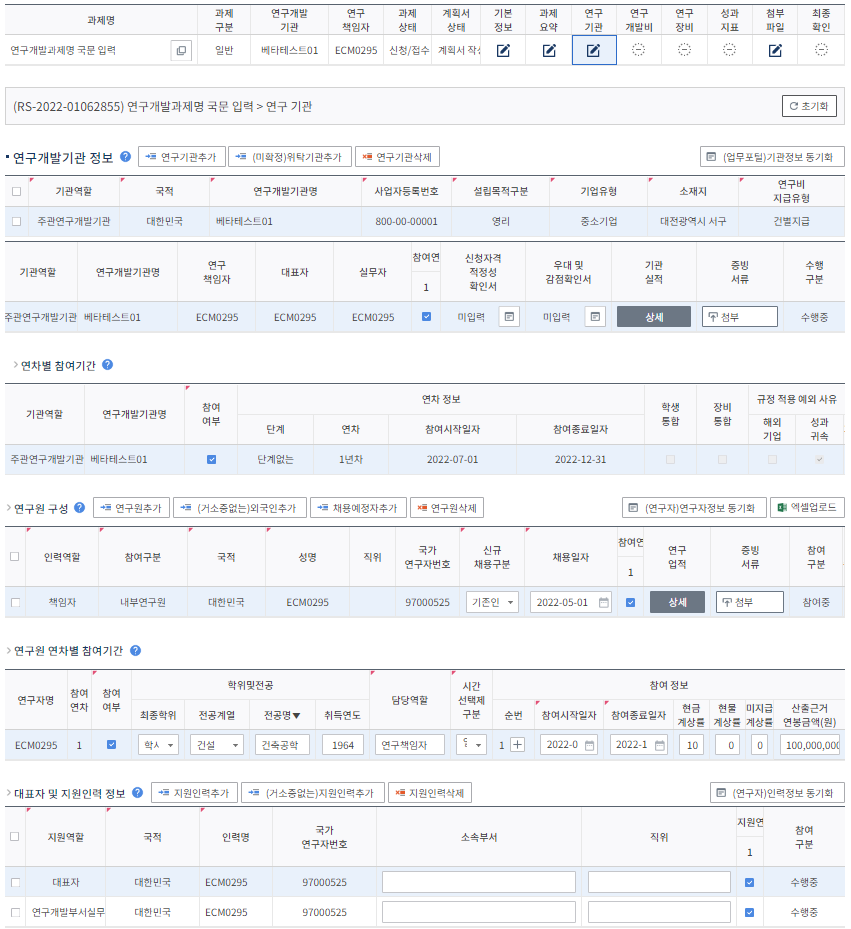 과제명 과제 구분 연구개발 기관 연구 책임자 과제 상태 계획서 상태 기본 정보 과제 요약 연구 기관 연구 개발비 연구 장비 성과 지표 첨부 파일 최종 확인
연구개발과제명 국문 입력 일반 베타테스트01 ECM0295 신청/접수 계획서 작성
(RS-2022-01062855) 연구개발과제명 국문 입력 > 연구 기관 초기화
연구개발기관 정보 연구기관추가 (미확정)위탁기관추가 연구기관삭제 (업무포털)기관정보 동기화
기관역할 국적 연구개발기관명 사업자등록번호 설립목적구분 기업유형 소재지 연구비 지급유형
주관연구개발기관 대한민국 베타테스트01 800-00-00001 영리 중소기업 대전광역시 서구 건별지급
기관역할 연구개발기관명 연구 책임자 대표자 실무자 참여연 1 신청자격 적정성 확인서 우대 및 감점확인서 기관 실적 증빙 서류 수행 구분
주관연구개발기관 베타테스트01 ECM0295 ECM0295 ECM0295 미입력 미입력 상세 첨부 수행중
연차별 참여기간
기관역할 연구개발기관명 참여 여부 연차 정보 학생 통합 장비 통합 규정 적용 예외 사유
단계 연차 참여시작일자 참여종료일자 해외 기업 성과 귀속
주관연구개발기관 베타테스트01 단계없는 1년차 2022-07-01 2022-12-31
연구원 구성 연구원추가 (거소증없는)외국인추가 채용예정자추가 연구원삭제 (연구자)연구자정보 동기화 엑셀업로드
인력역할 참여구분 국적 성명 직위 국가 연구자번호 신규 채용구분 채용일자 참여연 1 연구 업적 증빙 서류 참여 구분
책임자 내부연구원 대한민국 ECM0295 97000525 기존인 2022-05-01 상세 첨부 참여중
연구원 연차별 참여기간
연구자명 참여 연차 참여 여부 학위및전공 담당역할 시간 선택제 구분 참여 정보
최종학위 전공계열 전공명▼ 취득연도 순번 참여시작일자 참여종료일자 현금 계상률 현물 계상률 미지급 계상률 산출근거 연봉금액(원)
ECM0295 1 학사 건설 건축공학 1964 연구책임자 1 2022-0 2022-1 10 0 0 100,000,000
대표자 및 지원인력 정보 지원인력추가 (거소증없는)지원인력추가 지원인력삭제 (연구자)인력정보 동기화
지원역할 국적 인력명 국가 연구자번호 소속부서 직위 지원연 1 참여 구분
대표자 대한민국 ECM0295 97000525 수행중
연구개발부서실무 대한민국 ECM0295 97000525 수행중